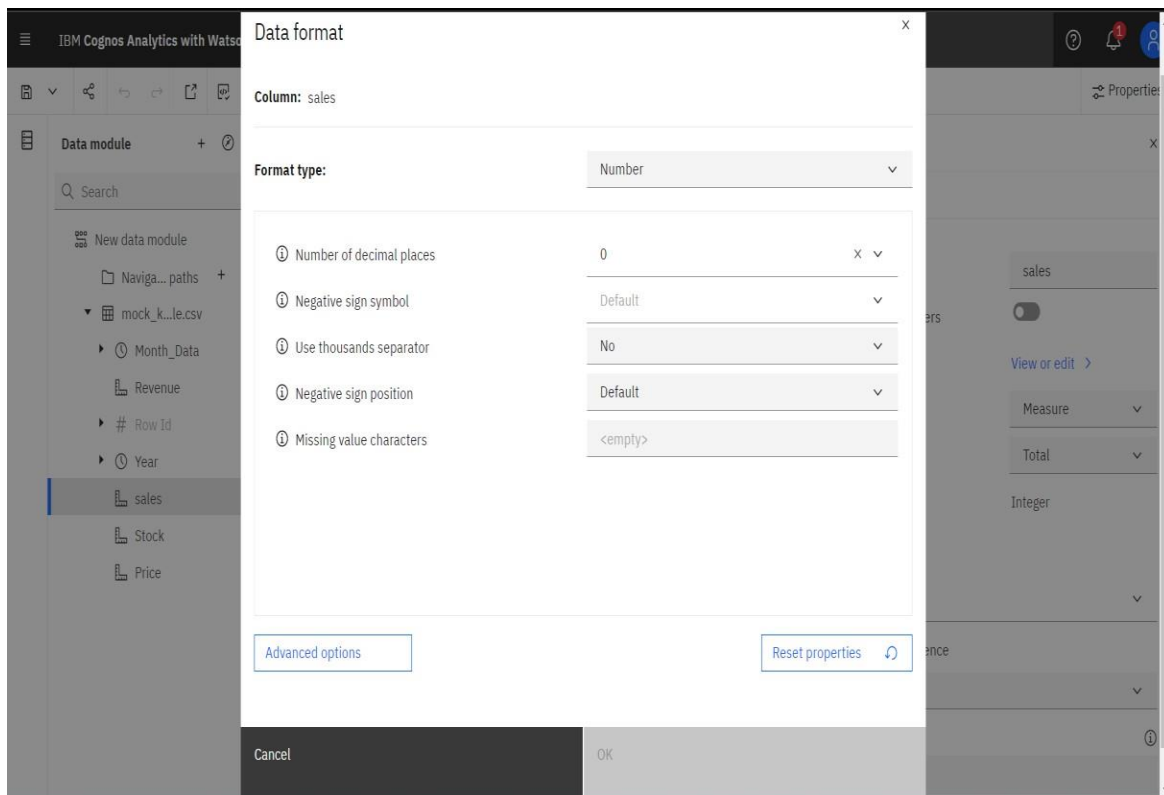 IBM Cognos Analytics with Watso
1
Data format
X
Column: sales
Properties
Data module +
X
Format type:
Number
Search
New data module
Number of decimal places
0 X
Naviga... paths +
sales
Negative sign symbol
Default
mock_k...le.csv
ers
Use thousands separator
No
Month_Data
View or edit >
Negative sign position
Default
Revenue
Measure
# Row Id
Missing value characters
<empty>
Year
Total
sales
Integer
Stock
Price
Advanced options
Reset properties
ence
Cancel
OK